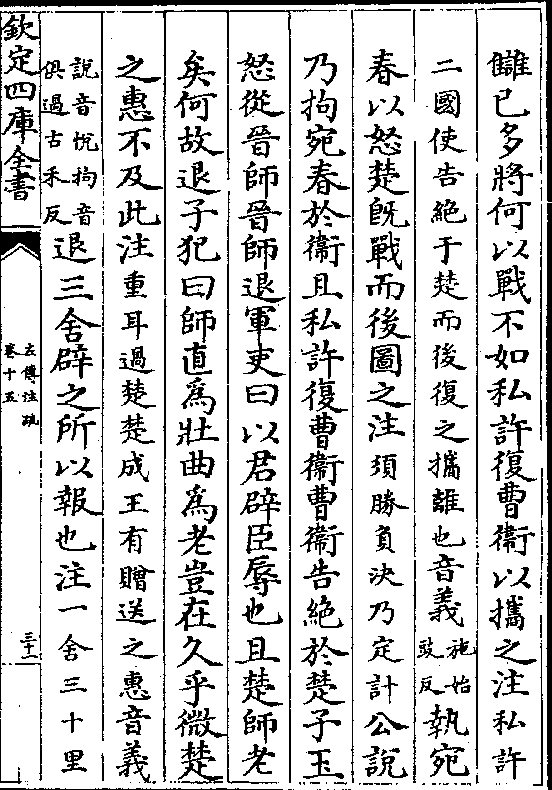 讎已多將何以戰不如私許復曹衞以攜之注私許
二國使告絶于楚而後復之攜離也音義施始豉反執宛
春以怒楚旣戰而後圖之注須勝負決乃定計公說
乃拘宛春於衞且私許復曹衞曹衞告絶於楚子玉
怒從晉師晉師退軍吏曰以君辟臣辱也且楚師老
矣何故退子犯曰師直爲壯曲爲老豈在久乎微楚
之惠不及此注重耳過楚楚成王有贈送之惠音義
說音悅拘音俱過古禾反退三舍辟之所以報也注一舍三十里
欽定四庫全書
左傳注疏
卷十五
三十一